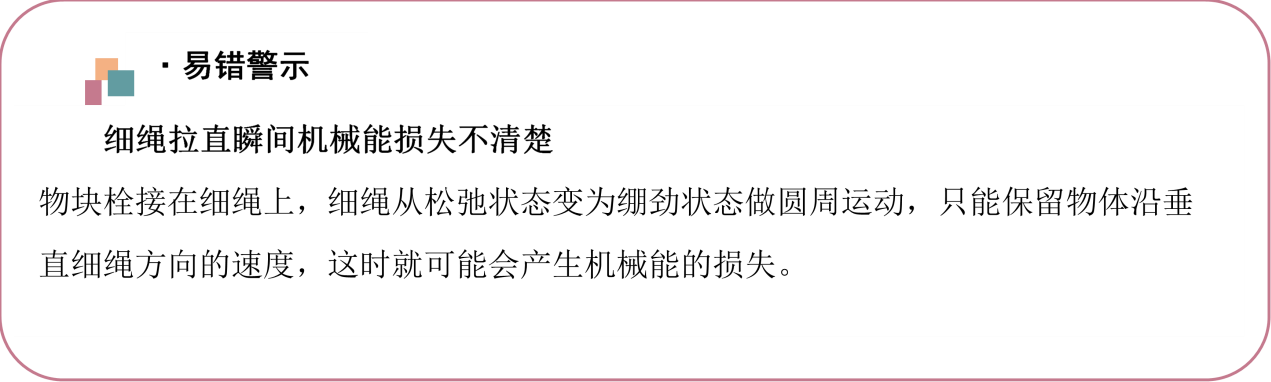 ·易错警示
细绳拉直瞬间机械能损失不清楚
物块栓接在细绳上，细绳从松弛状态变为绷劲状态做圆周运动，只能保留物体沿垂
直细绳方向的速度，这时就可能会产生机械能的损失。